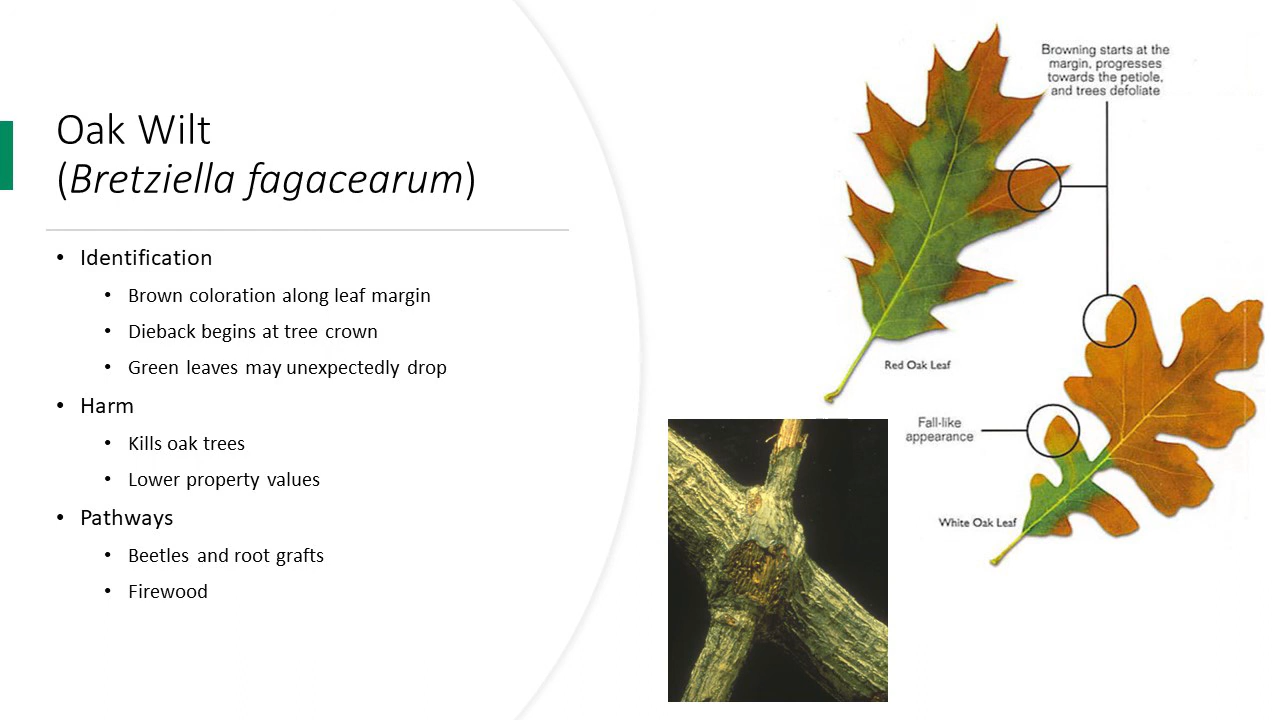 Oak Wilt
(Bretziella fagacearum)
• Identification
• Brown coloration along leaf margin
• Dieback begins at tree crown
• Green leaves may unexpectedly drop
• Harm
• Kills oak trees
• Lower property values
• Pathways
• Beetles and root grafts
• Firewood
Browning starts at the
margin, progresses
towards the petiole,
and trees defoliate
Red Oak Leaf
Fall-like
appearance
White Oak Leaf